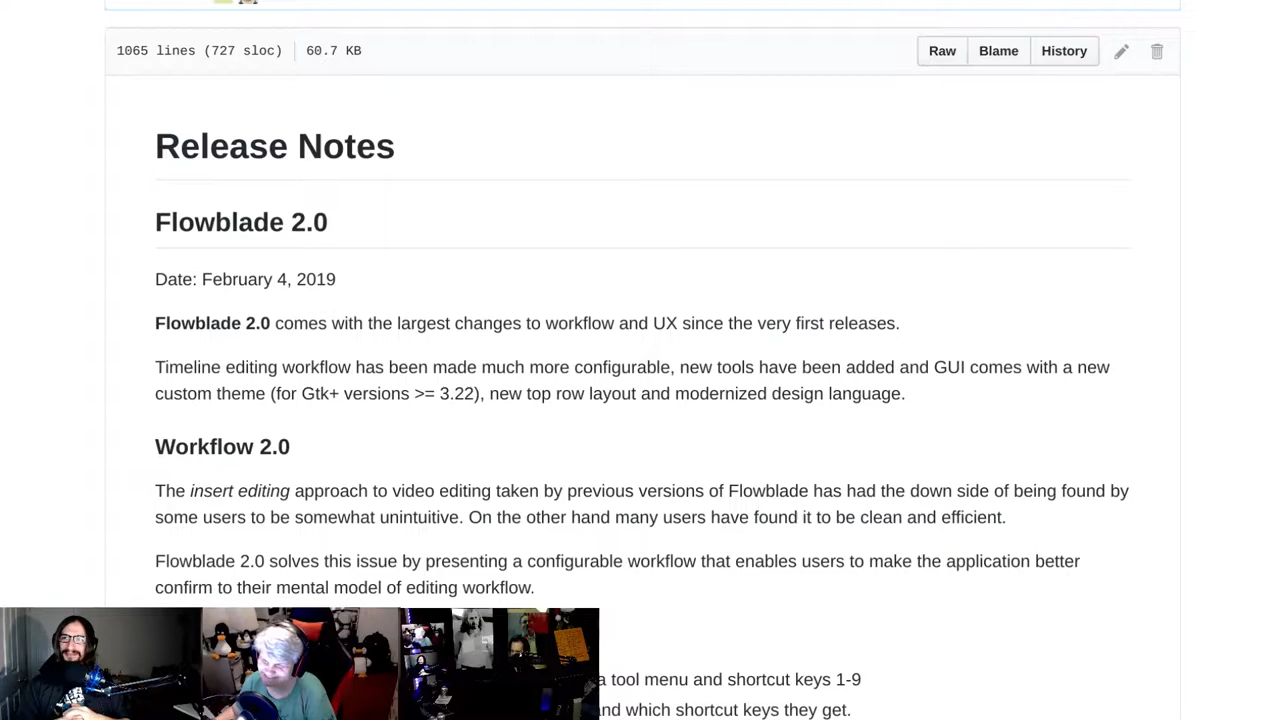 1065 lines (727 sloc) 60.7 KB
Raw Blame History
Release Notes
Flowblade 2.0
Date: February 4, 2019
Flowblade 2.0 comes with the largest changes to workflow and UX since the very first releases.
Timeline editing workflow has been made much more configurable, new tools have been added and GUI comes with a new
custom theme (for Gtk+ versions >= 3.22), new top row layout and modernized design language.
Workflow 2.0
The insert editing approach to video editing taken by previous versions of Flowblade has had the down side of being found by
some users to be somewhat unintuitive. On the other hand many users have found it to be clean and efficient.
Flowblade 2.0 solves this issue by presenting a configurable workflow that enables users to make the application better
confirm to their mental model of editing workflow.
a tool menu and shortcut keys 1-9
and which shortcut keys they get.